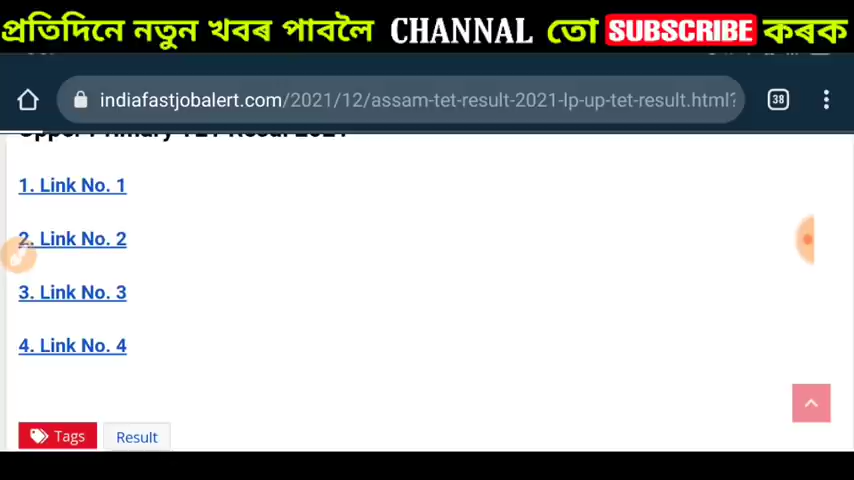 প্ৰতিদিনে নতুন খবৰ পাবলৈ CHANNAL তো SUBSCRIBE কৰক
indiafastjobalert.com/2021/12/assam-tet-result-2021-lp-up-tet-result.html?
38
1. Link No. 1
2. Link No. 2
3. Link No. 3
4. Link No. 4
Tags
Result